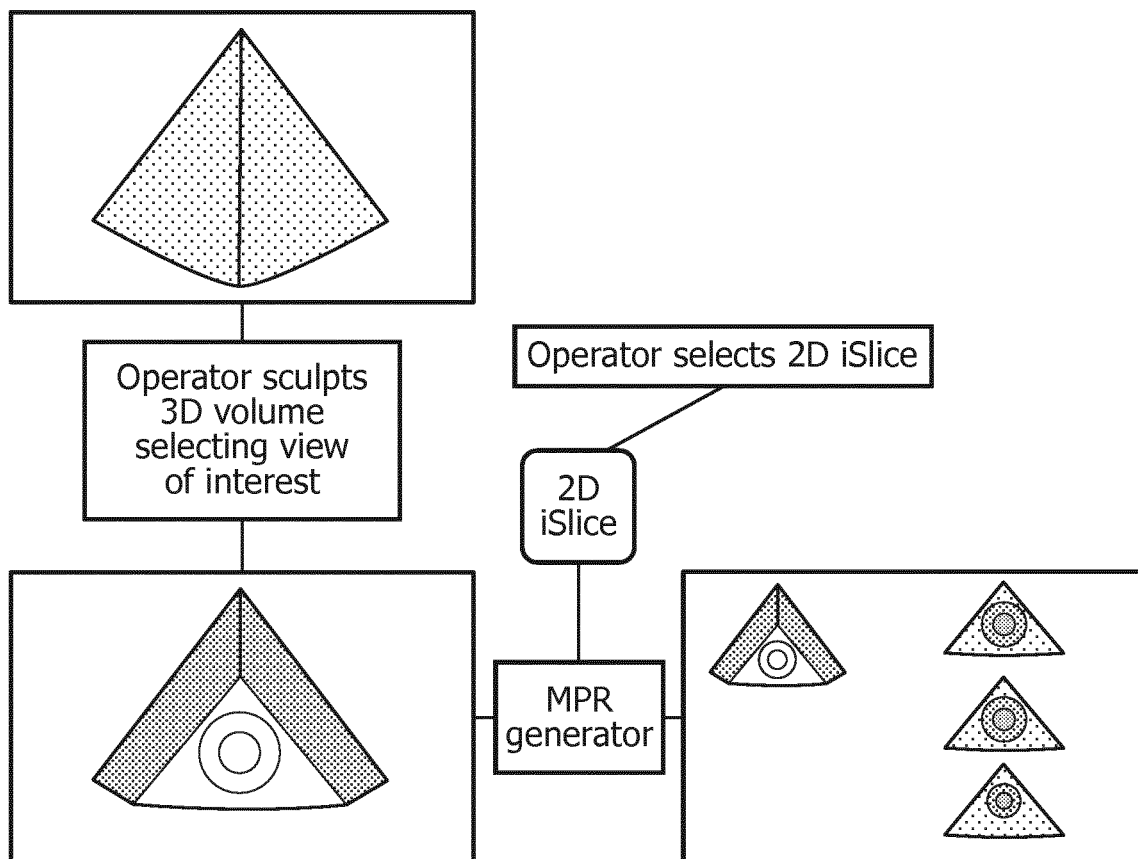 Operator sculpts
3D volume
selecting view
of interest
Operator selects 2D iSlice
2D
iSlice
MPR
generator